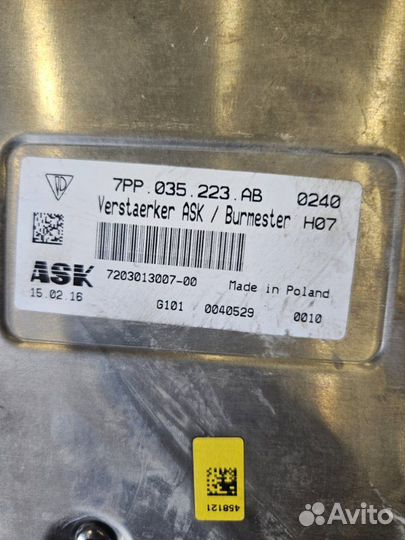 7PP.035.223.AB 0240
Verstaerker ASK / Burmester H07
ASK 7203013007-00 Made in Poland
15.02.16 G101 0040529 0010
458121
Avito